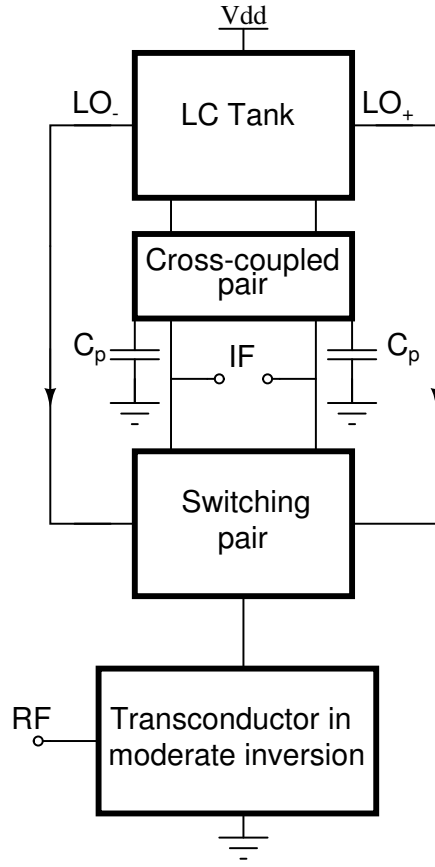 Vdd
LO- LO+
LC Tank
Cross-coupled
pair
Cp IF Cp
Switching
pair
RF
Transconductor in
moderate inversion